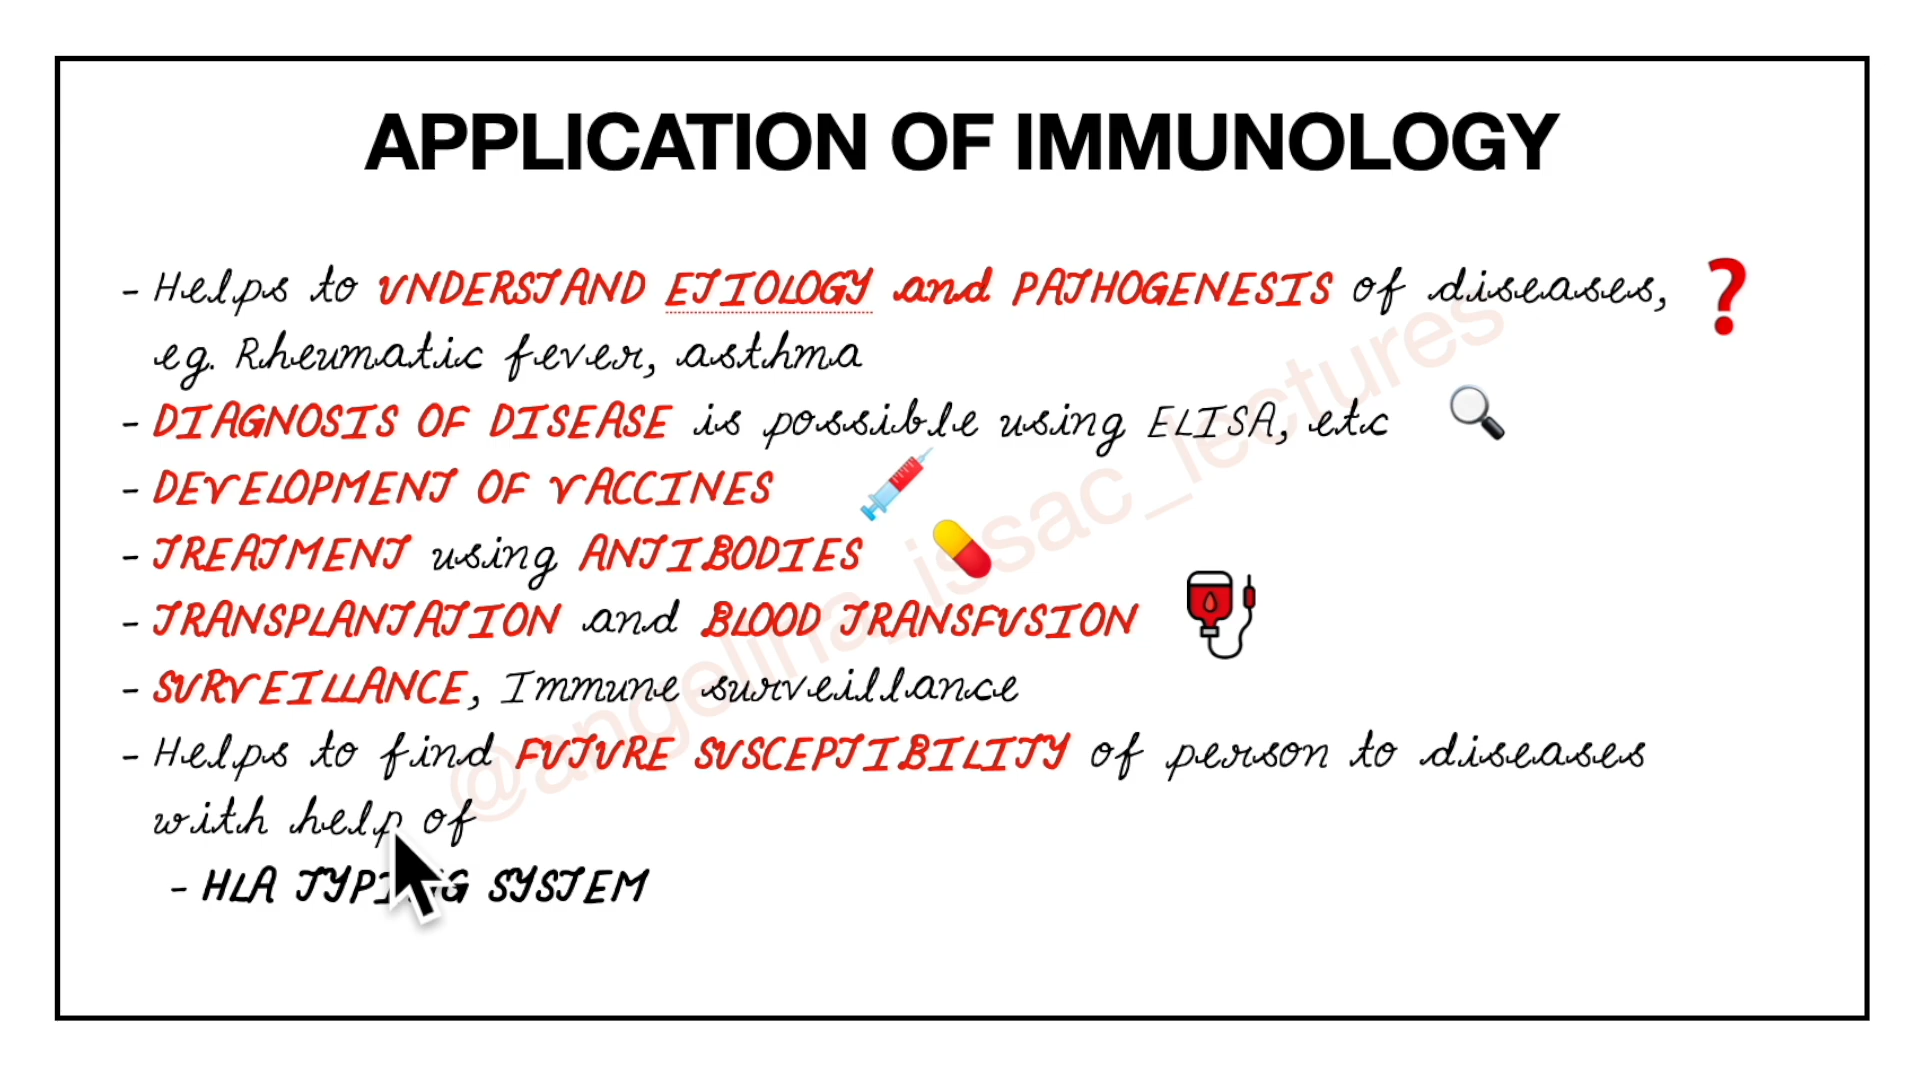 APPLICATION OF IMMUNOLOGY
- Helps to UNDERSTAND ETIOLOGY and PATHOGENESIS of diseases,
eg. Rheumatic fever, asthma
- DIAGNOSIS OF DISEASE is possible using ELISA, etc
- DEVELOPMENT OF VACCINES
- TREATMENT using ANTIBODIES
- TRANSPLANTATION and BLOOD TRANSFUSION
- SURVEILLANCE, Immune surveillance
- Helps to find FUTURE SUSCEPTIBILITY of person to diseases
with help of
- HLA TYPING SYSTEM
@angelina_issac_lectures